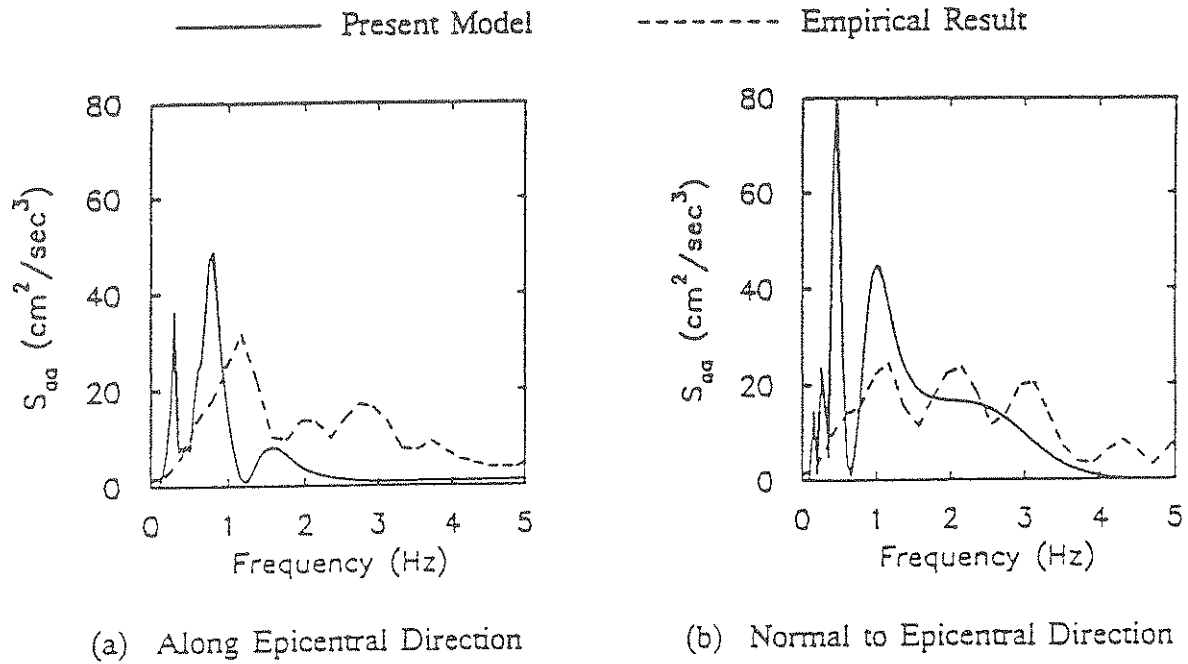 Present Model
Empirical Result
80
60
40
20
0
S_aa (cm²/sec³)
0 1 2 3 4 5
Frequency (Hz)
(a) Along Epicentral Direction
80
60
40
20
0
S_aa (cm²/sec³)
0 1 2 3 4 5
Frequency (Hz)
(b) Normal to Epicentral Direction